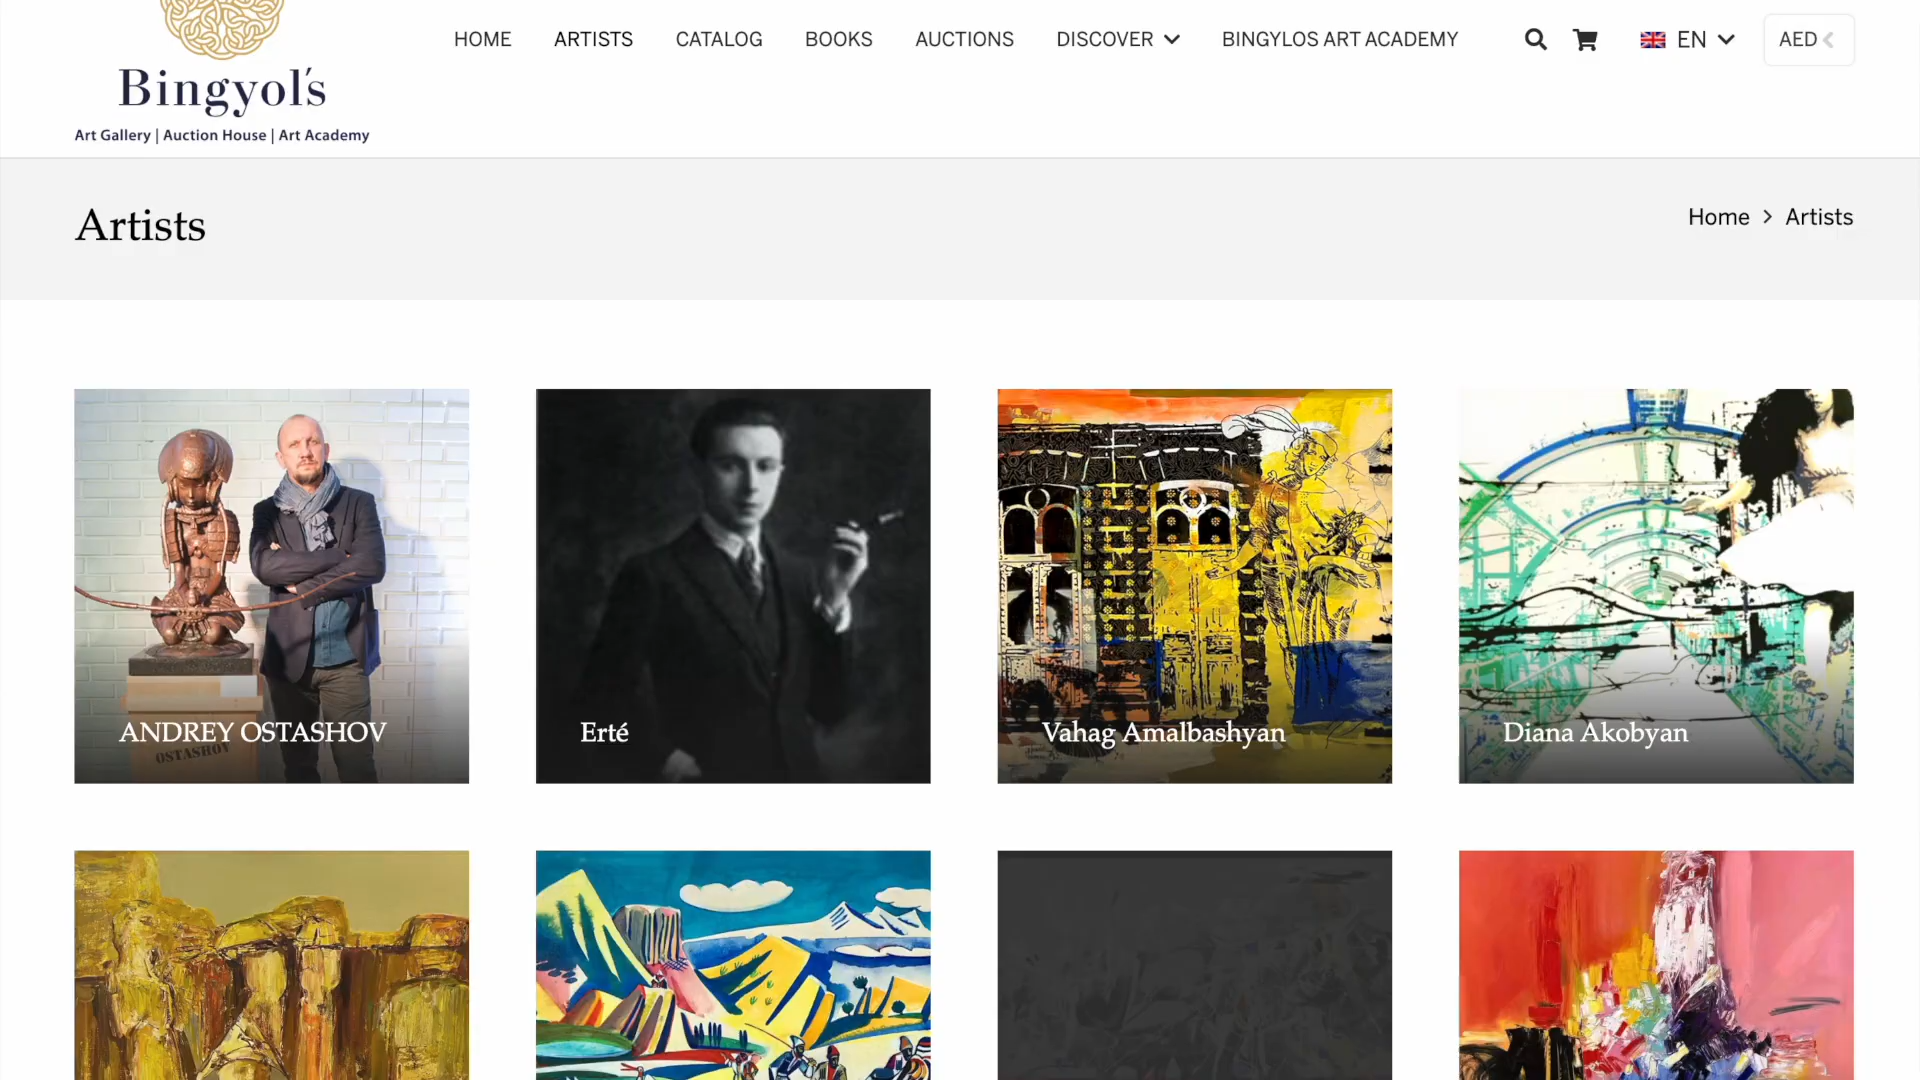 HOME ARTISTS CATALOG BOOKS AUCTIONS DISCOVER BINGYLOS ART ACADEMY EN AED
Bingyol's
Art Gallery | Auction House | Art Academy
Artists
Home > Artists
ANDREY OSTASHOV
OSTASHOV
Erté
Vahag Amalbashyan
Diana Akobyan